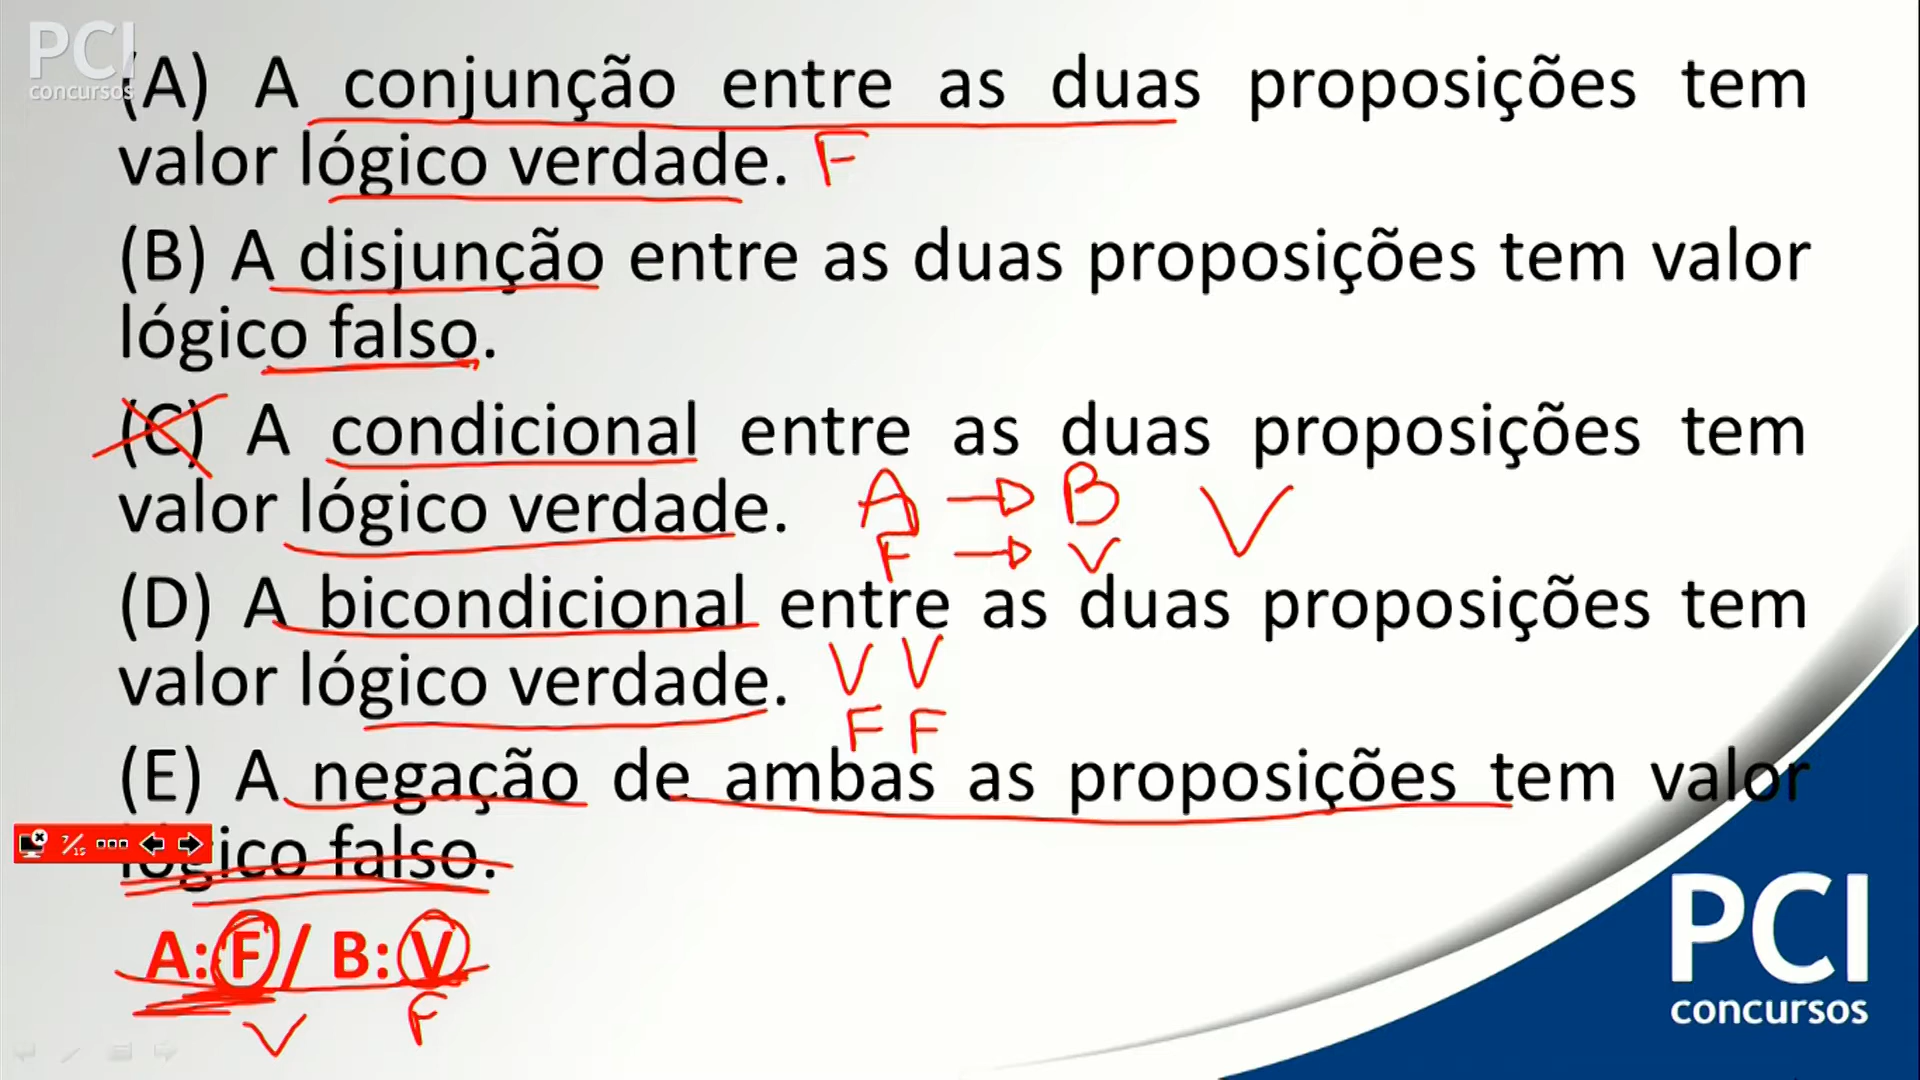 PCI
concursos
(A) A conjunção entre as duas proposições tem
valor lógico verdade. F
(B) A disjunção entre as duas proposições tem valor
lógico falso.
(C) A condicional entre as duas proposições tem
valor lógico verdade. A → B V
F → V
(D) A bicondicional entre as duas proposições tem
valor lógico verdade. V V
F F
(E) A negação de ambas as proposições tem valor
lógico falso.
7/15
A: F / B: V
V F
PCI
concursos